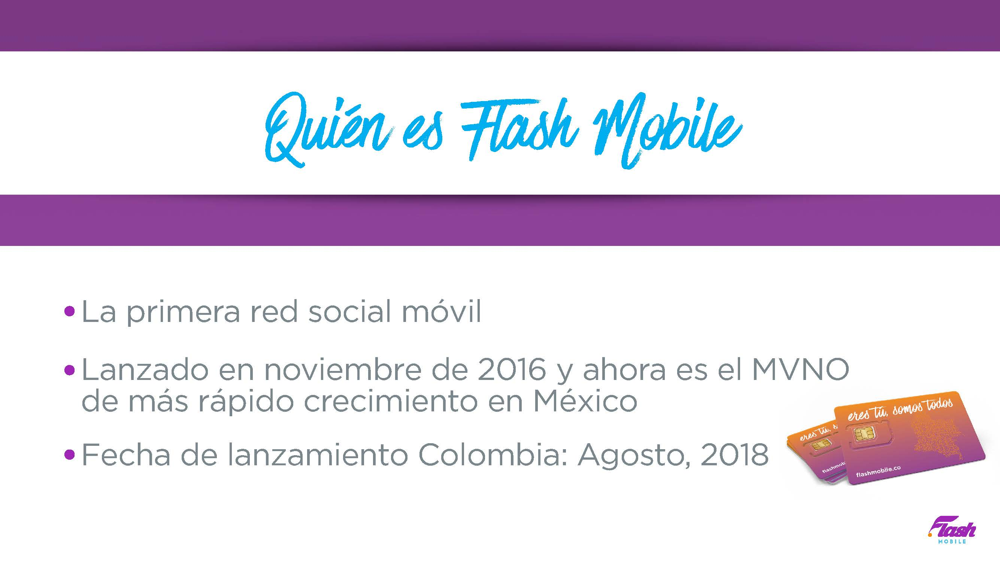 Quién es Flash Mobile
• La primera red social móvil
• Lanzado en noviembre de 2016 y ahora es el MVNO
de más rápido crecimiento en México
• Fecha de lanzamiento Colombia: Agosto, 2018
eres tú, somos todos
flashmobile.co
eres tú, s
flashmob
Flash
MOBILE